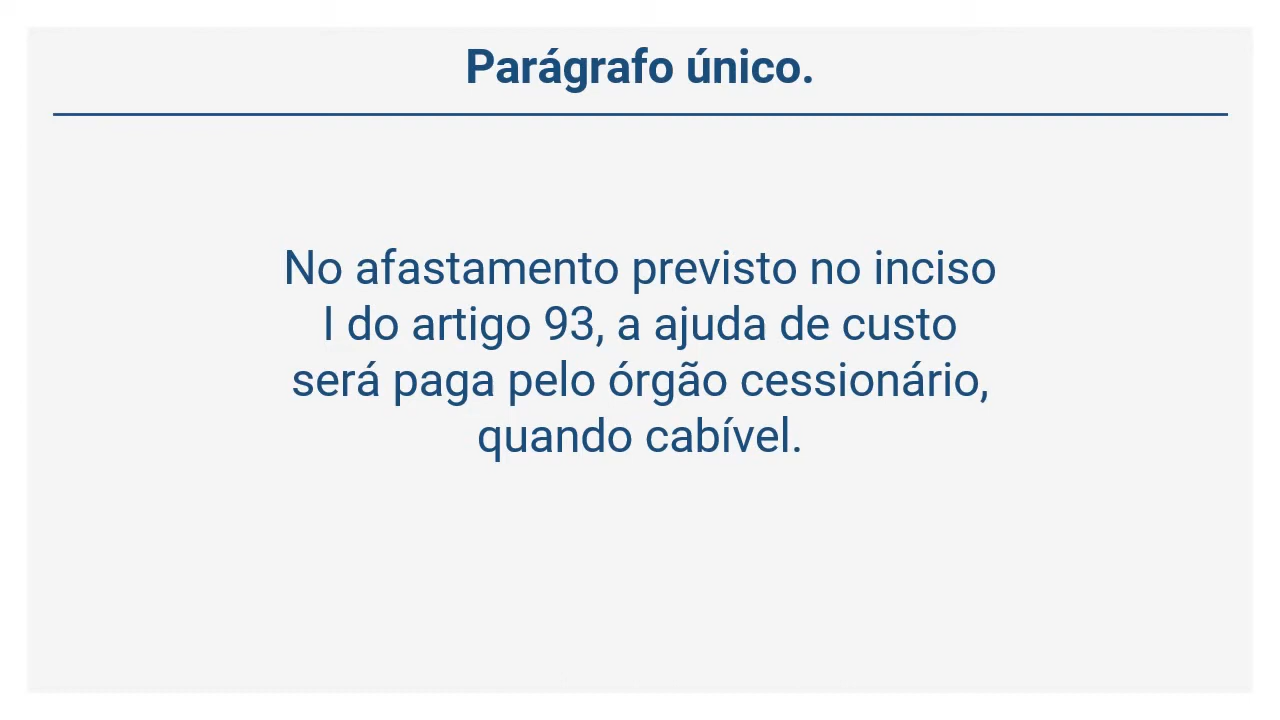 Parágrafo único.
No afastamento previsto no inciso
I do artigo 93, a ajuda de custo
será paga pelo órgão cessionário,
quando cabível.